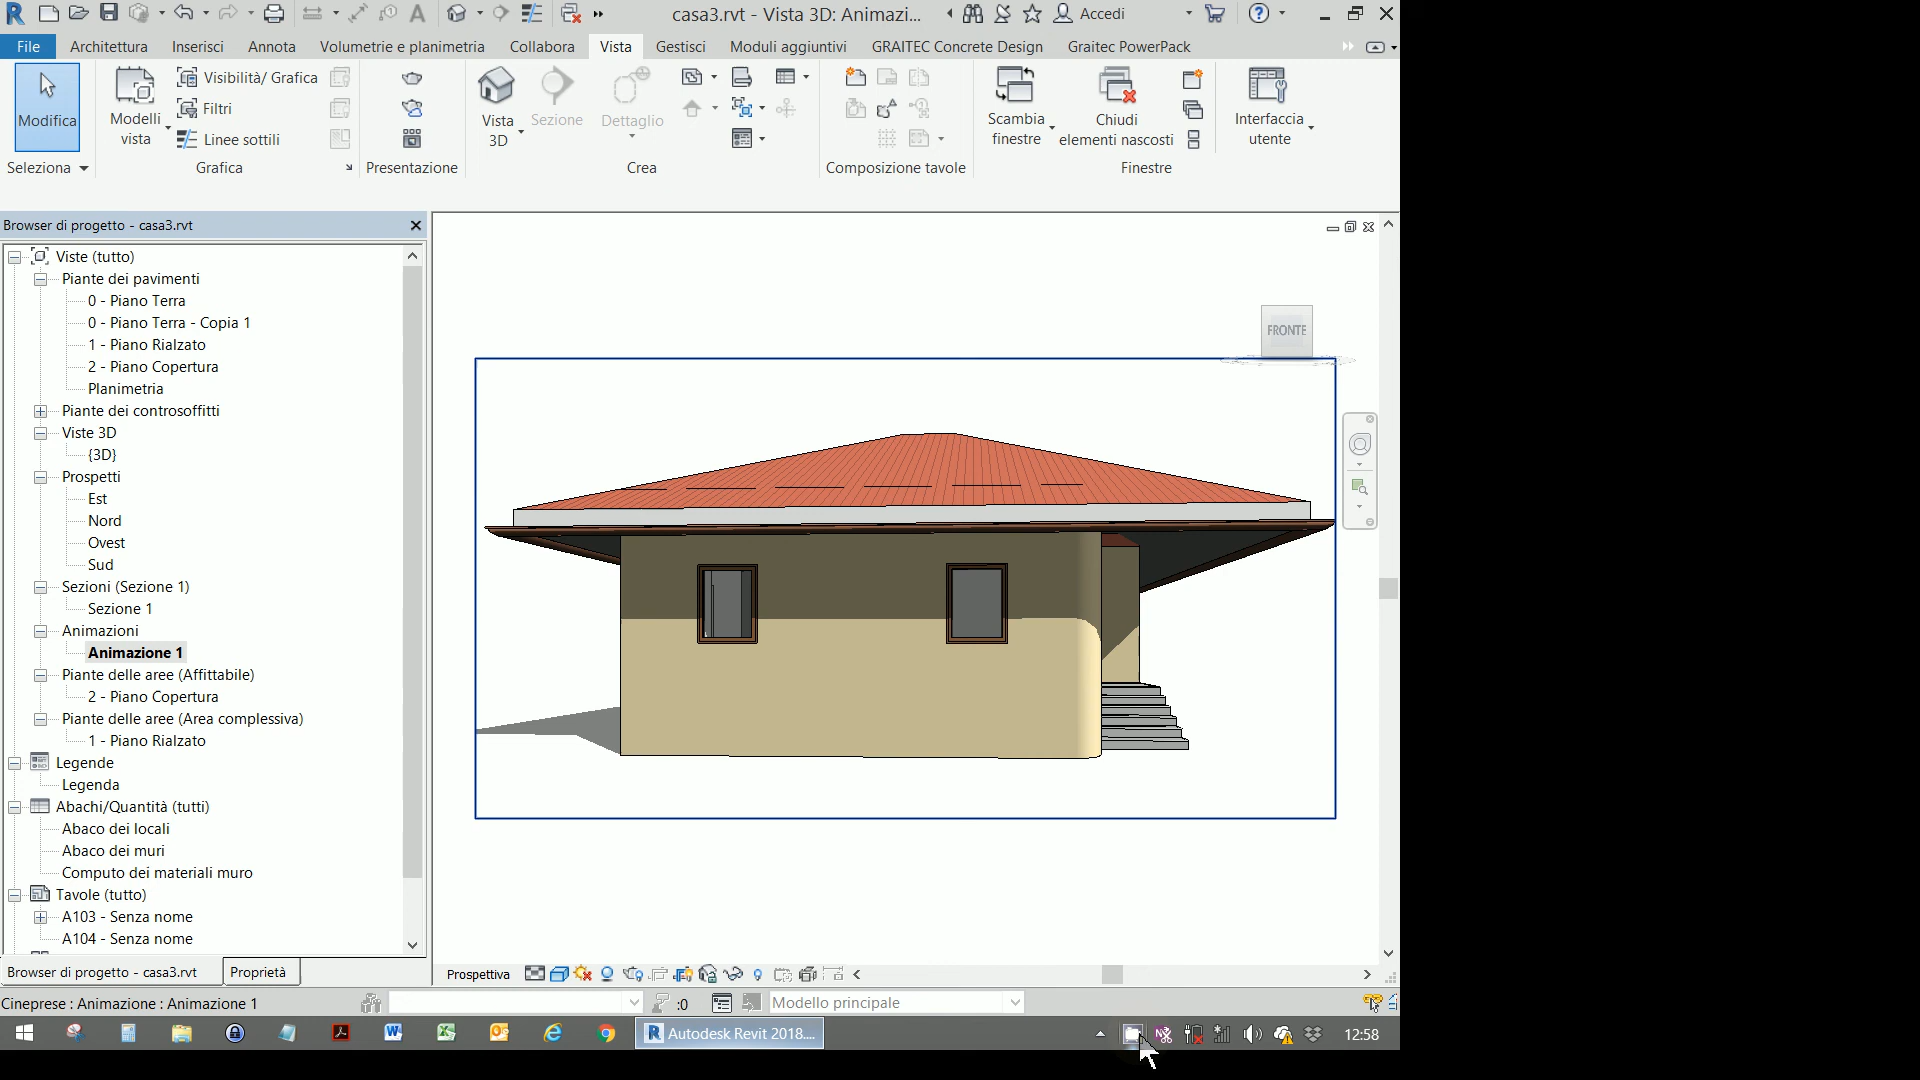 casa3.rvt - Vista 3D: Animazi...
Accedi
File
Architettura
Inserisci
Annota
Volumetrie e planimetria
Collabora
Vista
Gestisci
Moduli aggiuntivi
GRAITEC Concrete Design
Graitec PowerPack
Modifica
Modelli
vista
Visibilità/ Grafica
Filtri
Linee sottili
Vista
3D
Sezione
Dettaglio
Scambia
finestre
Chiudi
elementi nascosti
Interfaccia
utente
Seleziona
Grafica
Presentazione
Crea
Composizione tavole
Finestre
Browser di progetto - casa3.rvt
Viste (tutto)
Piante dei pavimenti
0 - Piano Terra
0 - Piano Terra - Copia 1
1 - Piano Rialzato
2 - Piano Copertura
Planimetria
Piante dei controsoffitti
Viste 3D
{3D}
Prospetti
Est
Nord
Ovest
Sud
Sezioni (Sezione 1)
Sezione 1
Animazioni
Animazione 1
Piante delle aree (Affittabile)
2 - Piano Copertura
Piante delle aree (Area complessiva)
1 - Piano Rialzato
Legende
Legenda
Abachi/Quantità (tutti)
Abaco dei locali
Abaco dei muri
Computo dei materiali muro
Tavole (tutto)
A103 - Senza nome
A104 - Senza nome
FRONTE
Browser di progetto - casa3.rvt
Proprietà
Prospettiva
Cineprese : Animazione : Animazione 1
:0
Modello principale
Autodesk Revit 2018....
12:58